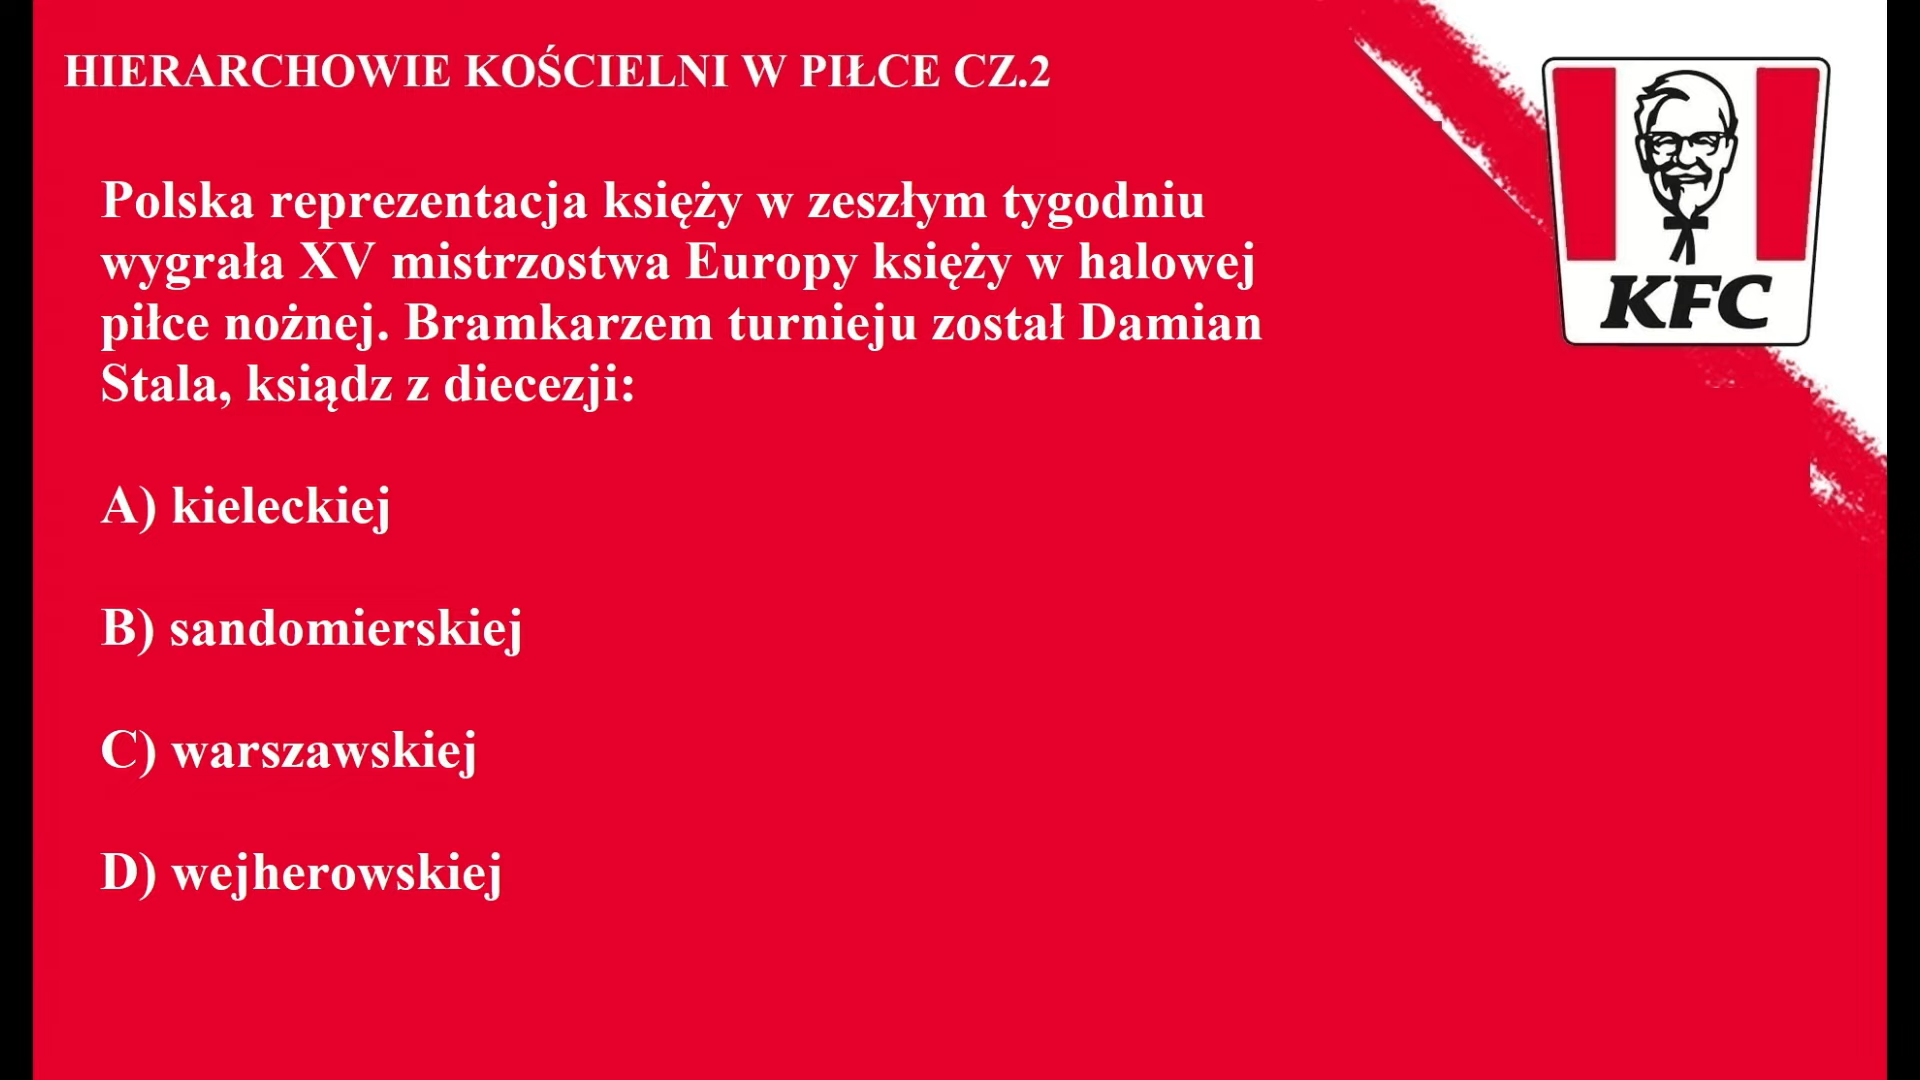 HIERARCHOWIE KOŚCIELNI W PIŁCE CZ.2
KFC
Polska reprezentacja księży w zeszłym tygodniu
wygrała XV mistrzostwa Europy księży w halowej
piłce nożnej. Bramkarzem turnieju został Damian
Stala, ksiądz z diecezji:
A) kieleckiej
B) sandomierskiej
C) warszawskiej
D) wejherowskiej